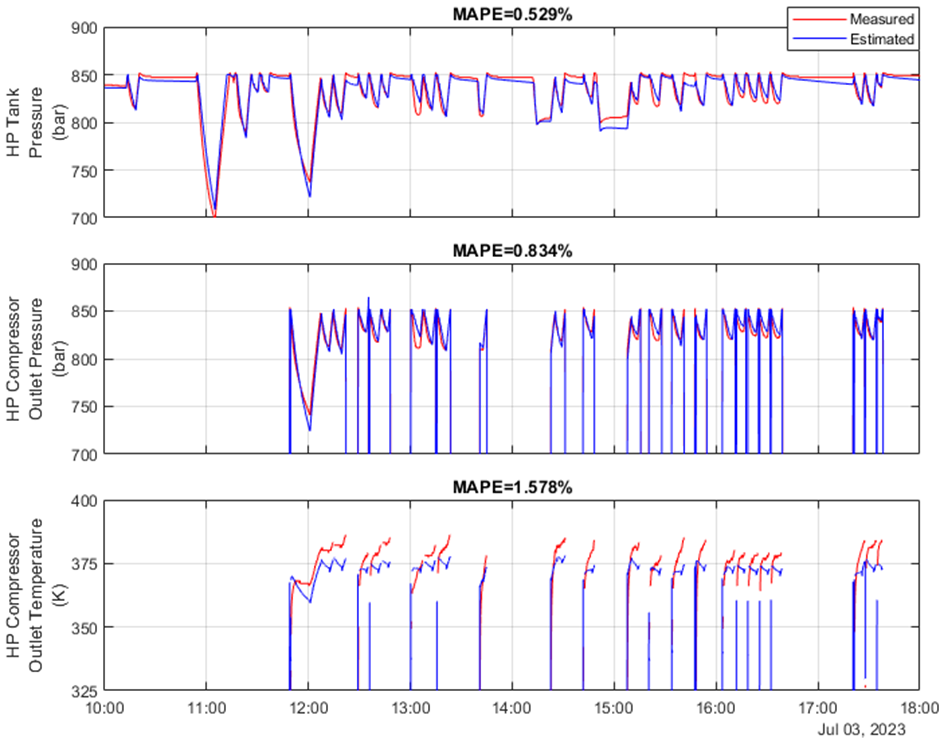 MAPE=0.529%
Measured
Estimated
HP Tank
Pressure
(bar)
900
850
800
750
700
MAPE=0.834%
HP Compressor
Outlet Pressure
(bar)
900
850
800
750
700
MAPE=1.578%
HP Compressor
Outlet Temperature
(K)
400
375
350
325
10:00 11:00 12:00 13:00 14:00 15:00 16:00 17:00 18:00
Jul 03, 2023